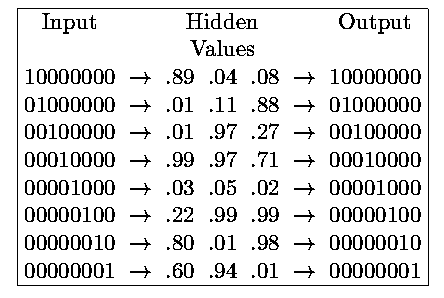 Input Hidden Output
Values
10000000 → .89 .04 .08 → 10000000
01000000 → .01 .11 .88 → 01000000
00100000 → .01 .97 .27 → 00100000
00010000 → .99 .97 .71 → 00010000
00001000 → .03 .05 .02 → 00001000
00000100 → .22 .99 .99 → 00000100
00000010 → .80 .01 .98 → 00000010
00000001 → .60 .94 .01 → 00000001